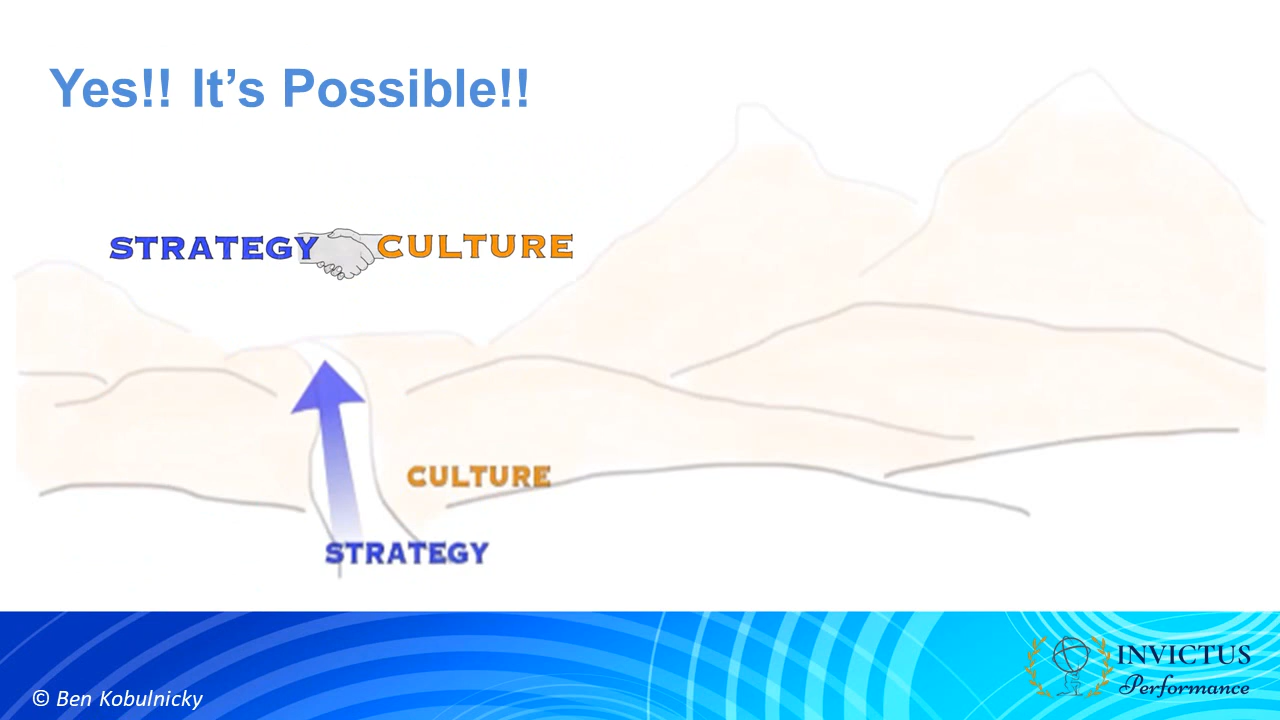 Yes!! It’s Possible!!
STRATEGY CULTURE
CULTURE
STRATEGY
© Ben Kobulnicky
INVICTUS
Performance